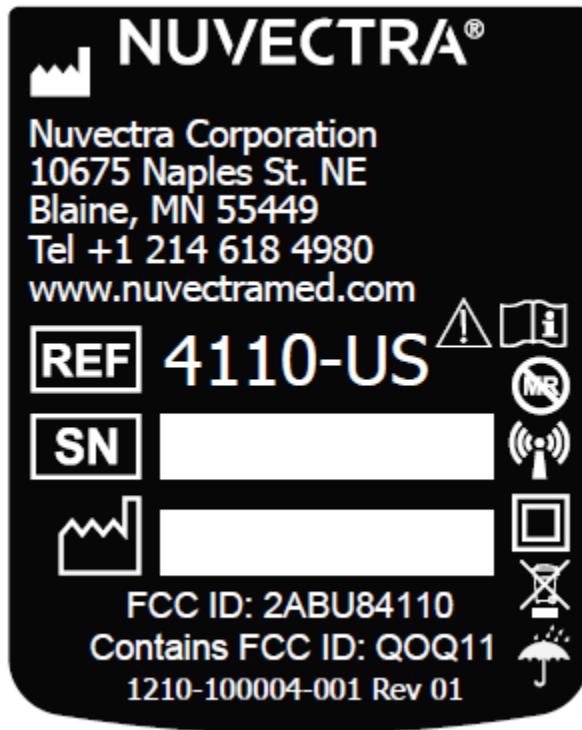 NUVECTRA®
Nuvectra Corporation
10675 Naples St. NE
Blaine, MN 55449
Tel +1 214 618 4980
www.nuvectramed.com
REF 4110-US
MR
SN
FCC ID: 2ABU84110
Contains FCC ID: QOQ11
1210-100004-001 Rev 01